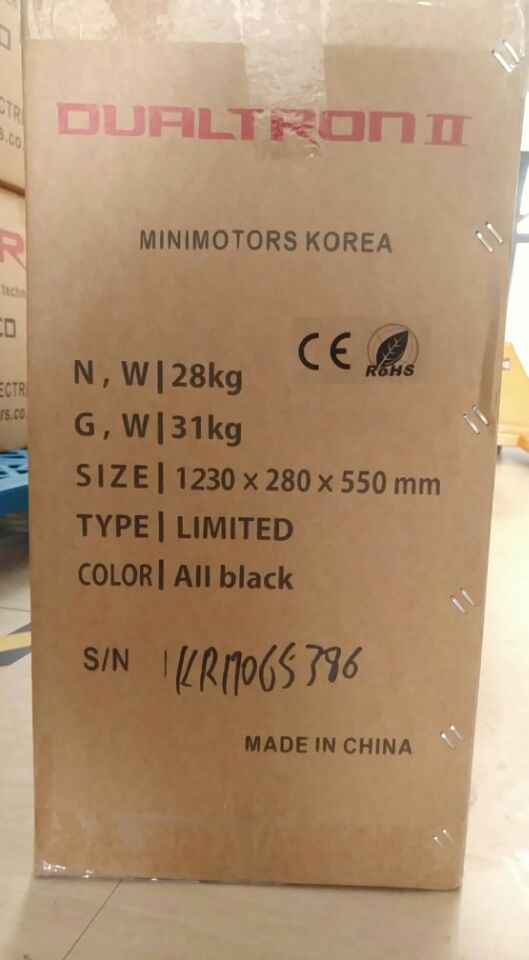 DUALTRON II
MINIMOTORS KOREA
CE RoHS
N, W | 28kg
G, W | 31kg
SIZE | 1230 x 280 x 550 mm
TYPE | LIMITED
COLOR | All black
S/N | KR1706S386
MADE IN CHINA